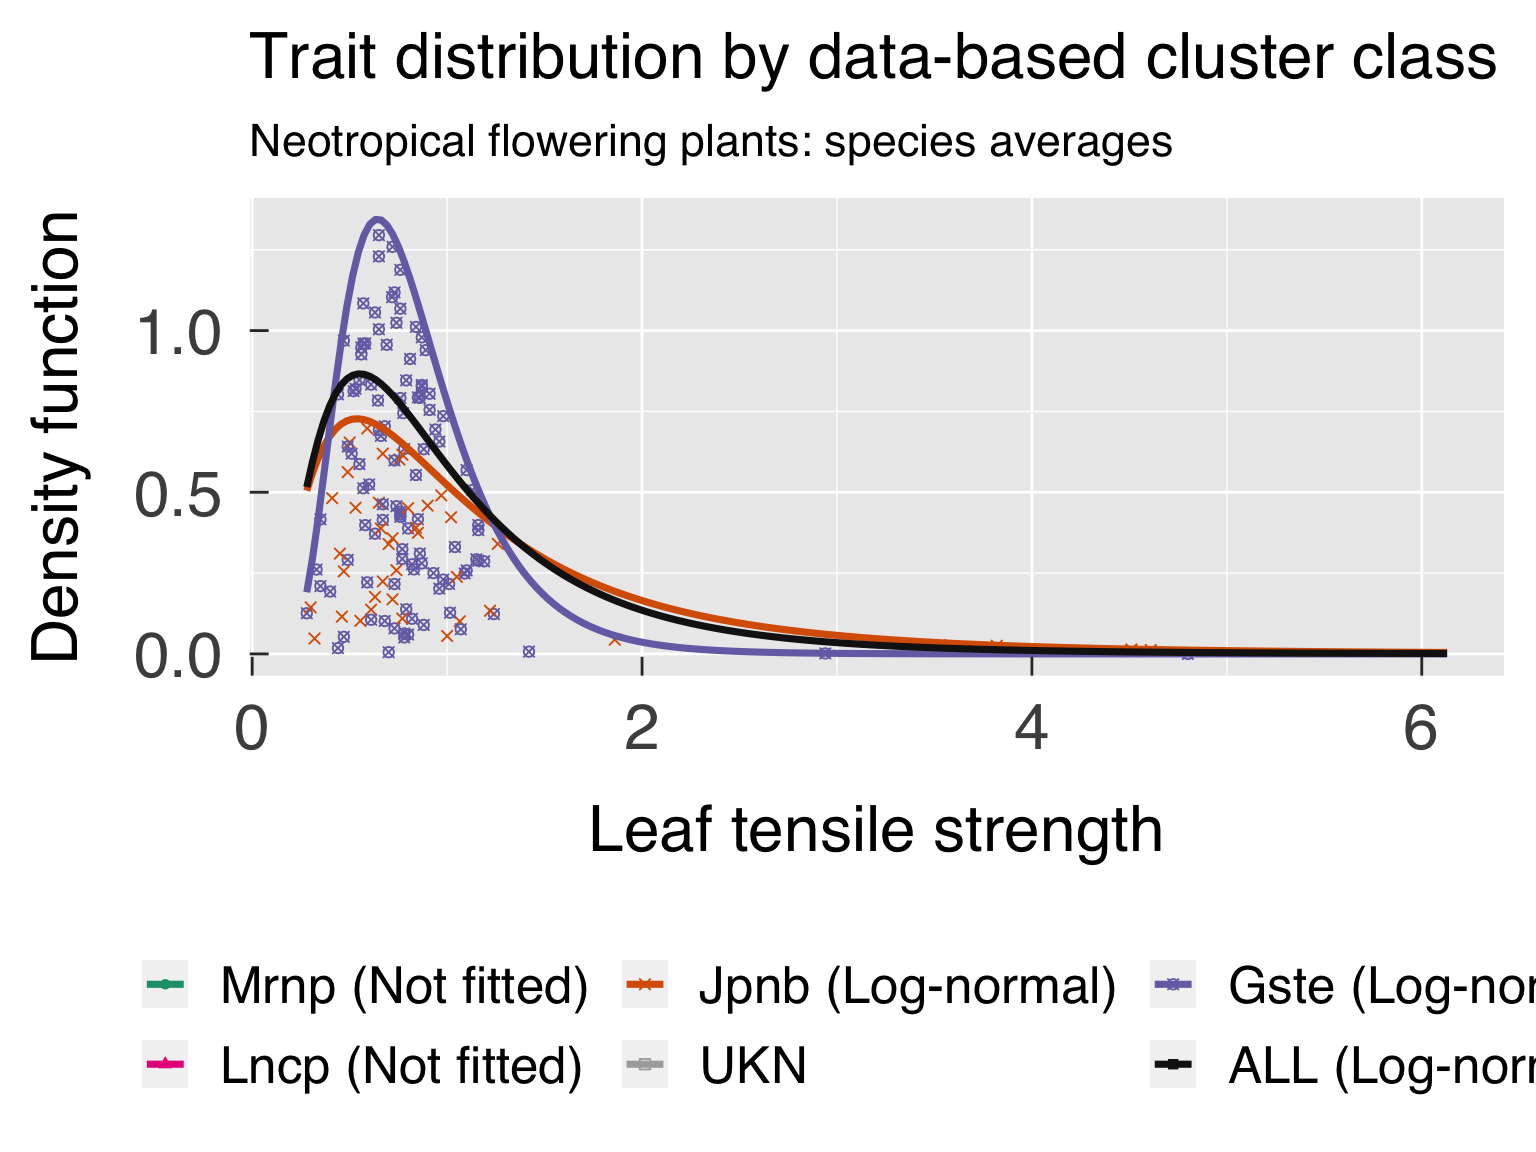 Trait distribution by data-based cluster class
Neotropical flowering plants: species averages
Density function
1.0
0.5
0.0
0 2 4 6
Leaf tensile strength
Mrnp (Not fitted) Jpnb (Log-normal) Gste (Log-nor
Lncp (Not fitted) UKN ALL (Log-norr